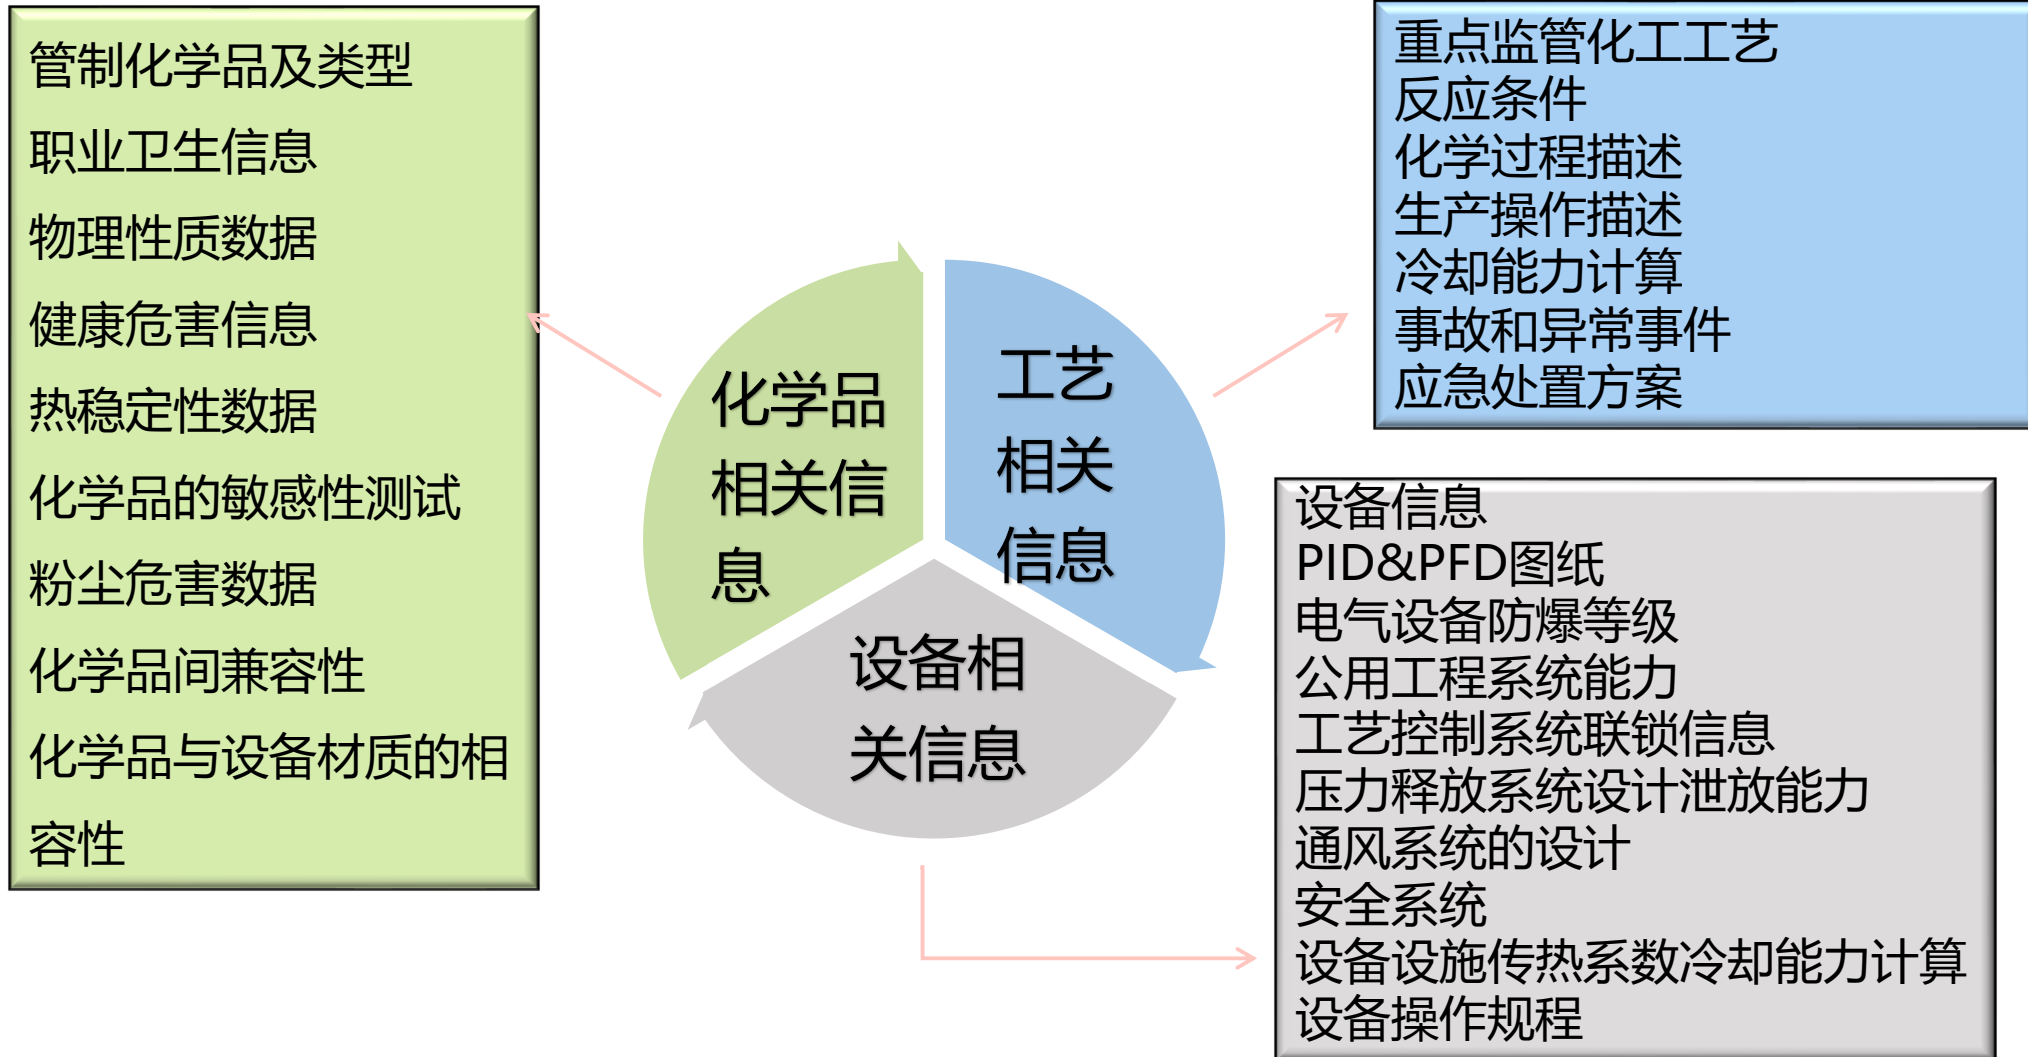 管制化学品及类型
职业卫生信息
物理性质数据
健康危害信息
热稳定性数据
化学品的敏感性测试
粉尘危害数据
化学品间兼容性
化学品与设备材质的相
容性
化学品
相关信
息
工艺
相关
信息
设备相
关信息
重点监管化工工艺
反应条件
化学过程描述
生产操作描述
冷却能力计算
事故和异常事件
应急处置方案
设备信息
PID&PFD图纸
电气设备防爆等级
公用工程系统能力
工艺控制系统联锁信息
压力释放系统设计泄放能力
通风系统的设计
安全系统
设备设施传热系数冷却能力计算
设备操作规程